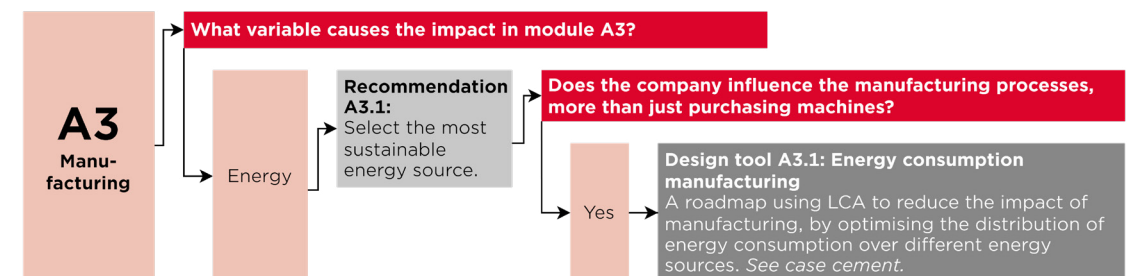 A3
Manu-
facturing
What variable causes the impact in module A3?
Energy
Recommendation
A3.1:
Select the most
sustainable
energy source.
Does the company influence the manufacturing processes,
more than just purchasing machines?
Yes
Design tool A3.1: Energy consumption
manufacturing
A roadmap using LCA to reduce the impact of
manufacturing, by optimising the distribution of
energy consumption over different energy
sources. See case cement.